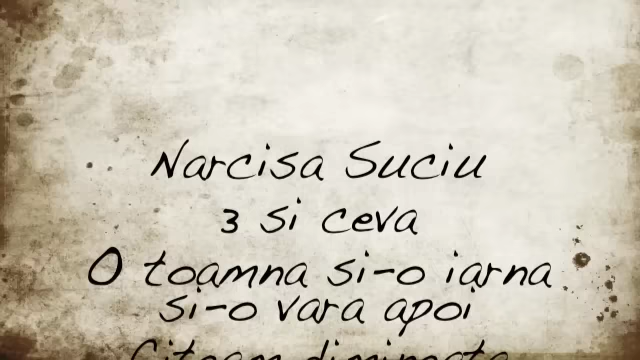 Narcisa Suciu
3 si ceva
O toamna si-o iarna
si-o vara apoi